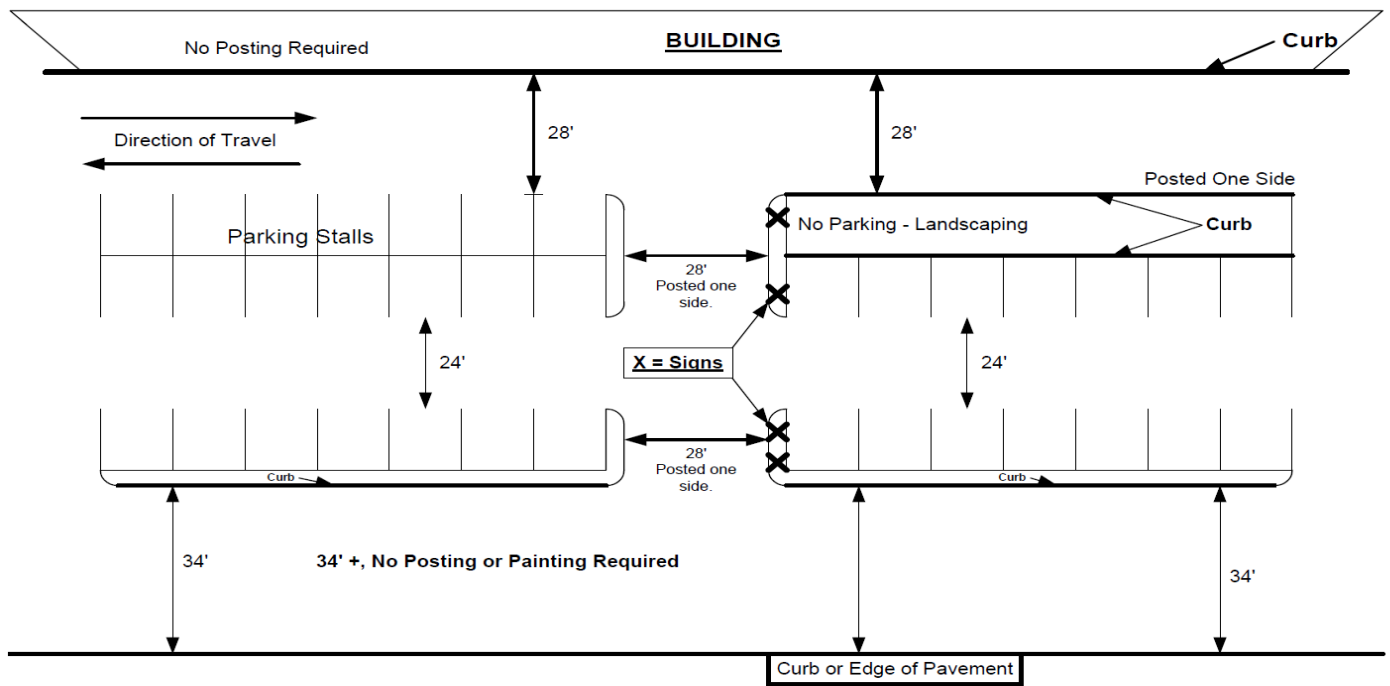 No Posting Required
BUILDING
Curb
Direction of Travel
28'
28'
Posted One Side
Parking Stalls
No Parking - Landscaping
Curb
28'
Posted one
side.
24'
X = Signs
24'
28'
Posted one
side.
Curb
Curb
34'
34' +, No Posting or Painting Required
34'
Curb or Edge of Pavement